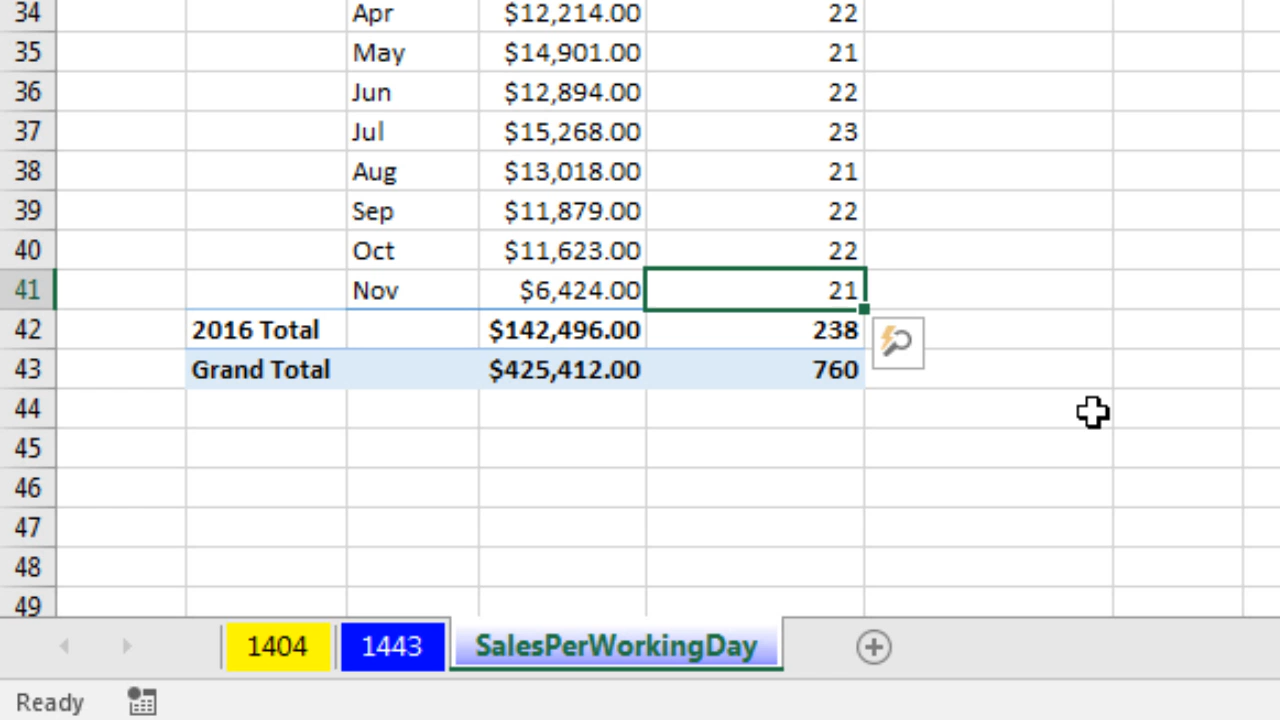 34 Apr $12,214.00 22
35 May $14,901.00 21
36 Jun $12,894.00 22
37 Jul $15,268.00 23
38 Aug $13,018.00 21
39 Sep $11,879.00 22
40 Oct $11,623.00 22
41 Nov $6,424.00 21
42 2016 Total $142,496.00 238
43 Grand Total $425,412.00 760
44
45
46
47
48
49
1404 1443 SalesPerWorkingDay
Ready